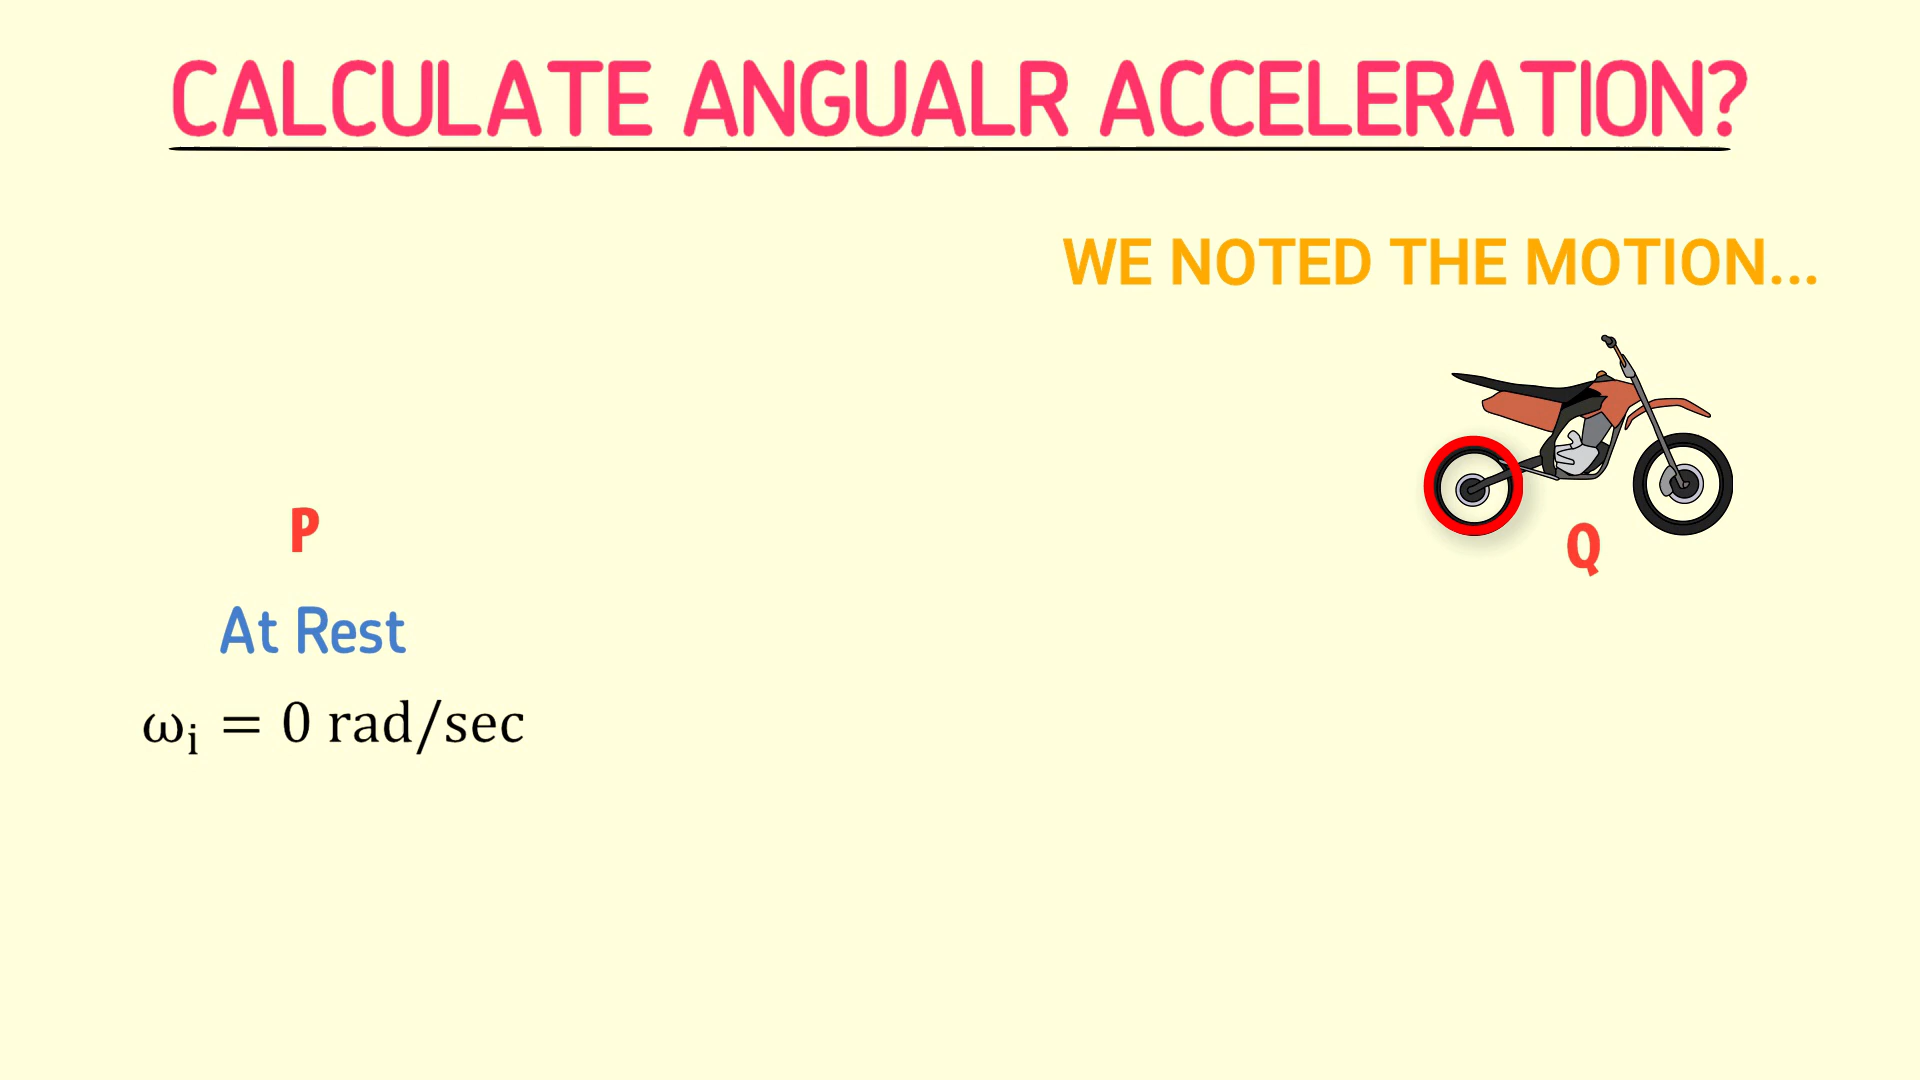 CALCULATE ANGUALR ACCELERATION?
WE NOTED THE MOTION...
P
Q
At Rest
ωᵢ = 0 rad/sec